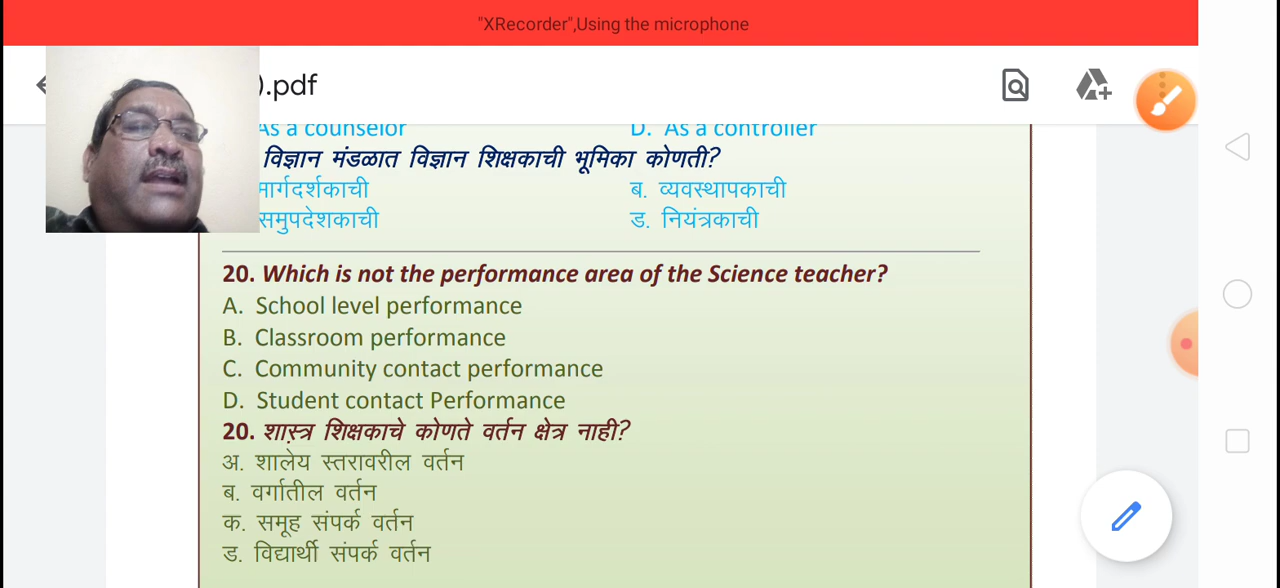 "XRecorder",Using the microphone
).pdf
As a counselor D. As a controller
विज्ञान मंडळात विज्ञान शिक्षकाची भूमिका कोणती?
मार्गदर्शकाची ब. व्यवस्थापकाची
समुपदेशकाची ड. नियंत्रकाची
20. Which is not the performance area of the Science teacher?
A. School level performance
B. Classroom performance
C. Community contact performance
D. Student contact Performance
20. शास्त्र शिक्षकाचे कोणते वर्तन क्षेत्र नाही?
अ. शालेय स्तरावरील वर्तन
ब. वर्गातील वर्तन
क. समूह संपर्क वर्तन
ड. विद्यार्थी संपर्क वर्तन